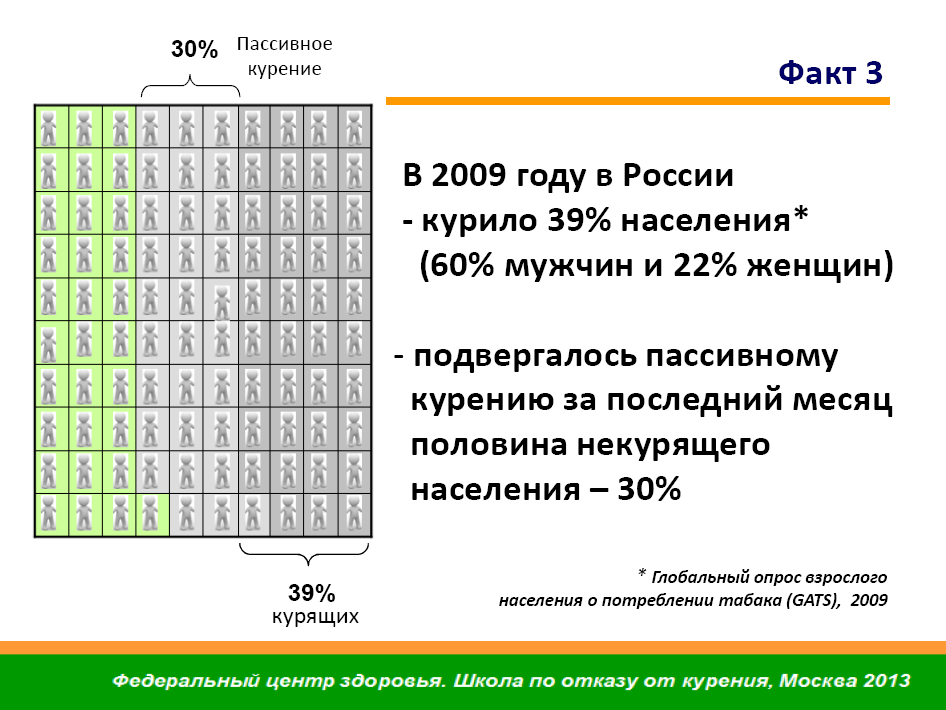 30% Пассивное
курение
Факт 3
В 2009 году в России
- курило 39% населения*
(60% мужчин и 22% женщин)
- подвергалось пассивному
курению за последний месяц
половина некурящего
населения – 30%
39%
курящих
* Глобальный опрос взрослого
населения о потреблении табака (GATS), 2009
Федеральный центр здоровья. Школа по отказу от курения, Москва 2013